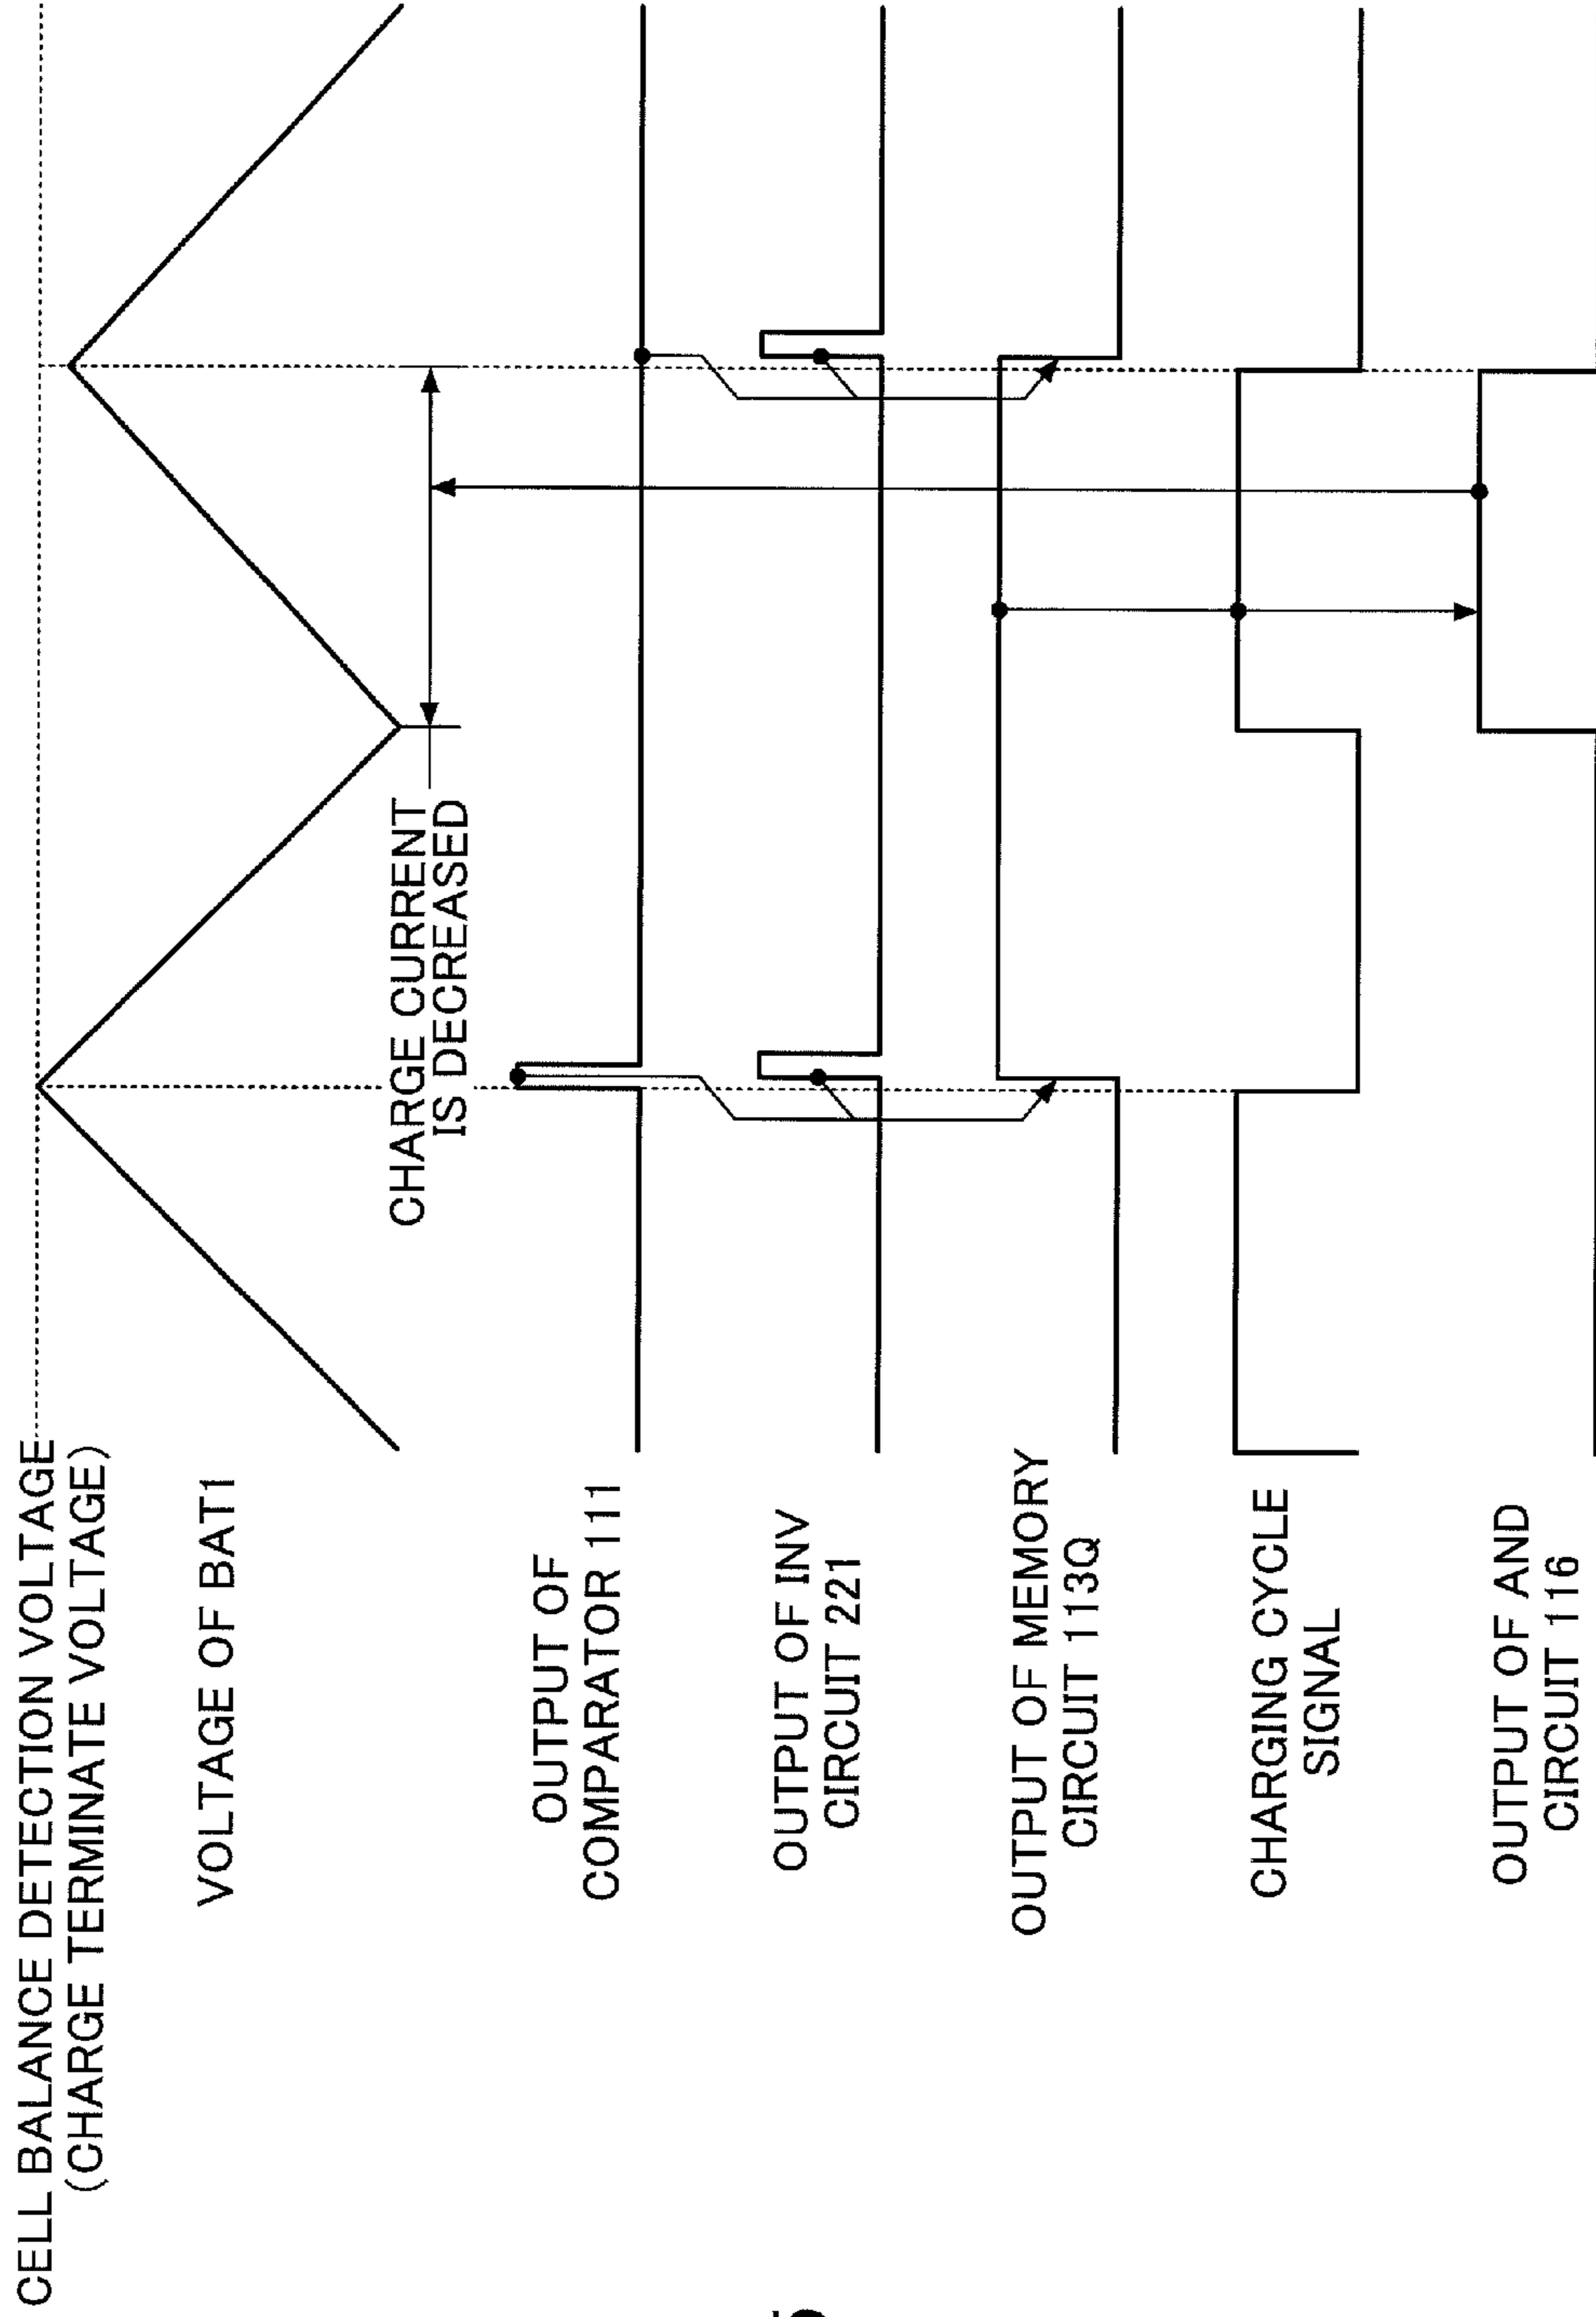 CELL BALANCE DETECTION VOLTAGE
(CHARGE TERMINATE VOLTAGE)
VOLTAGE OF BAT1
CHARGE CURRENT
IS DECREASED
OUTPUT OF
COMPARATOR 111
OUTPUT OF INV
CIRCUIT 221
OUTPUT OF MEMORY
CIRCUIT 113Q
CHARGING CYCLE
SIGNAL
OUTPUT OF AND
CIRCUIT 116